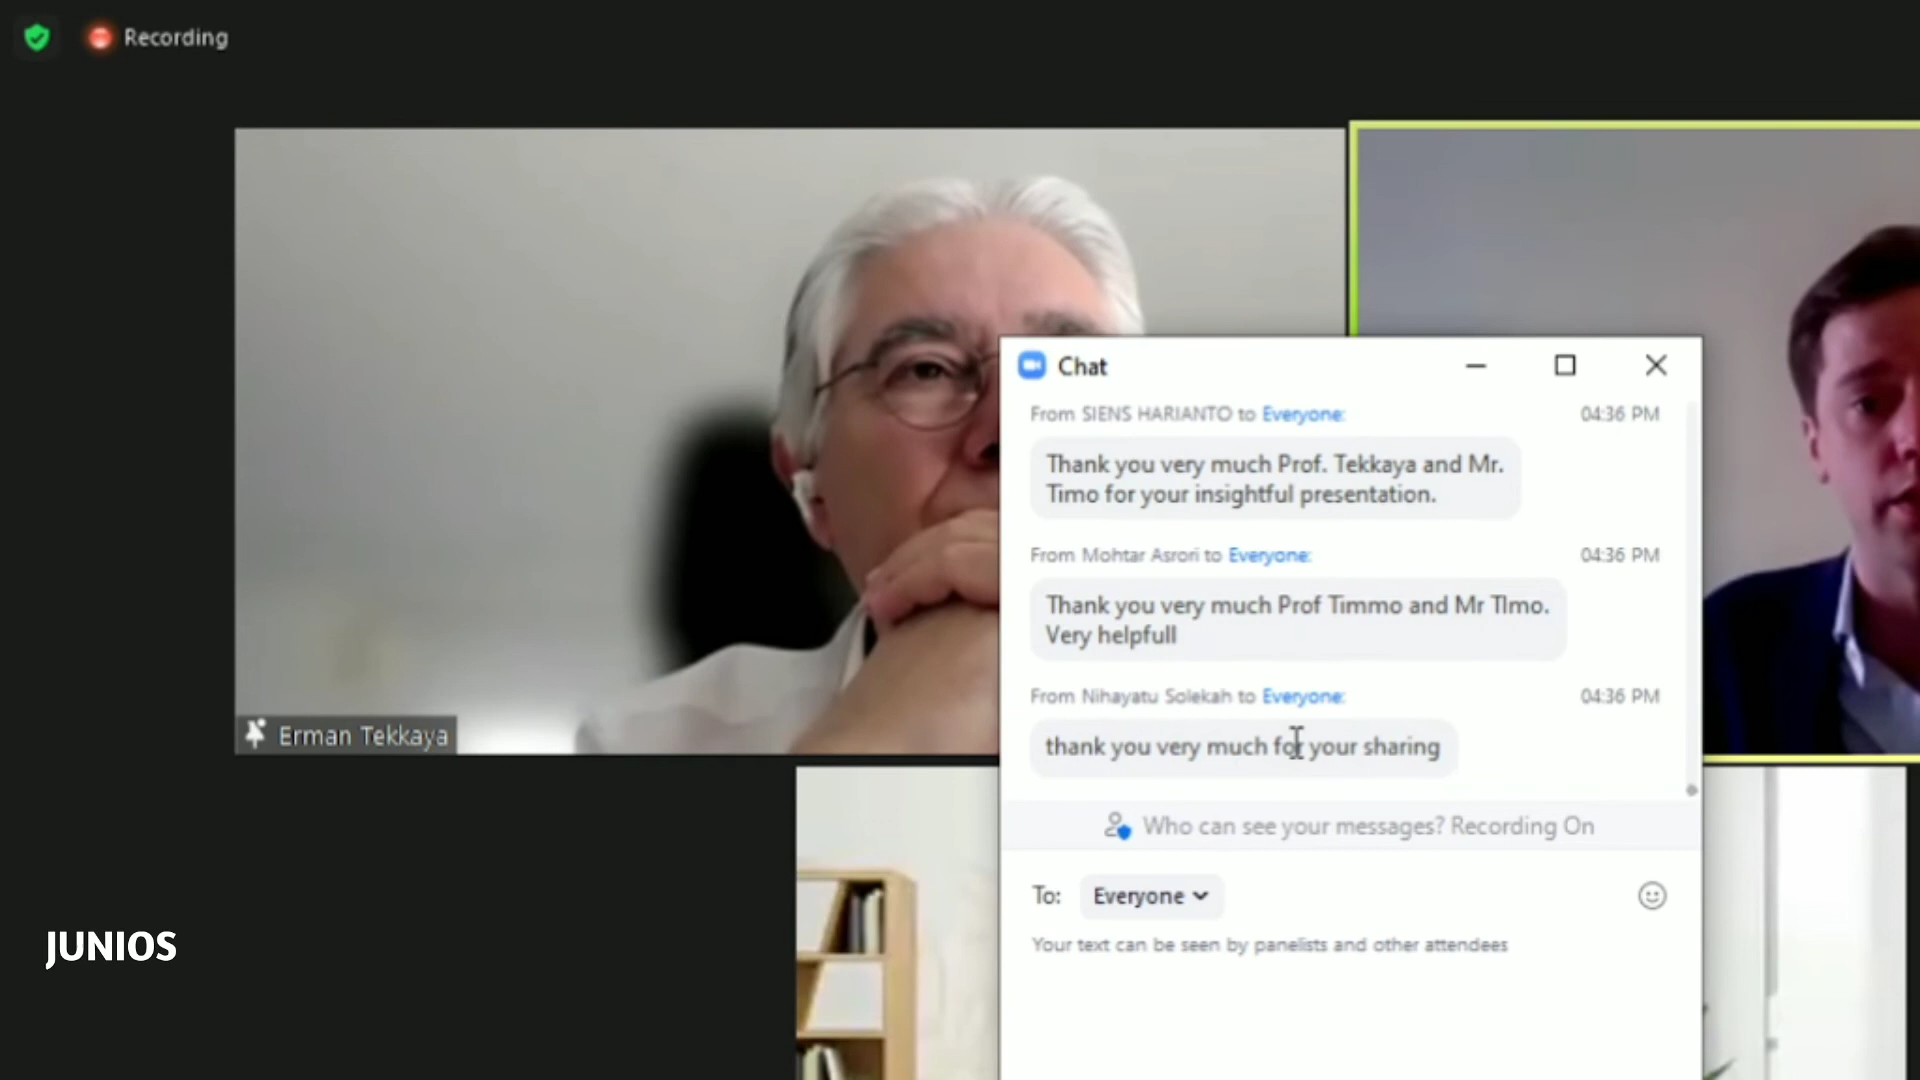 Recording
Erman Tekkaya
Chat
From SIENS HARIANTO to Everyone: 04:36 PM
Thank you very much Prof. Tekkaya and Mr.
Timo for your insightful presentation.
From Mohtar Asrori to Everyone: 04:36 PM
Thank you very much Prof Timmo and Mr TImo.
Very helpfull
From Nihayatu Solekah to Everyone: 04:36 PM
thank you very much for your sharing
Who can see your messages? Recording On
To: Everyone
Your text can be seen by panelists and other attendees
JUNIOS